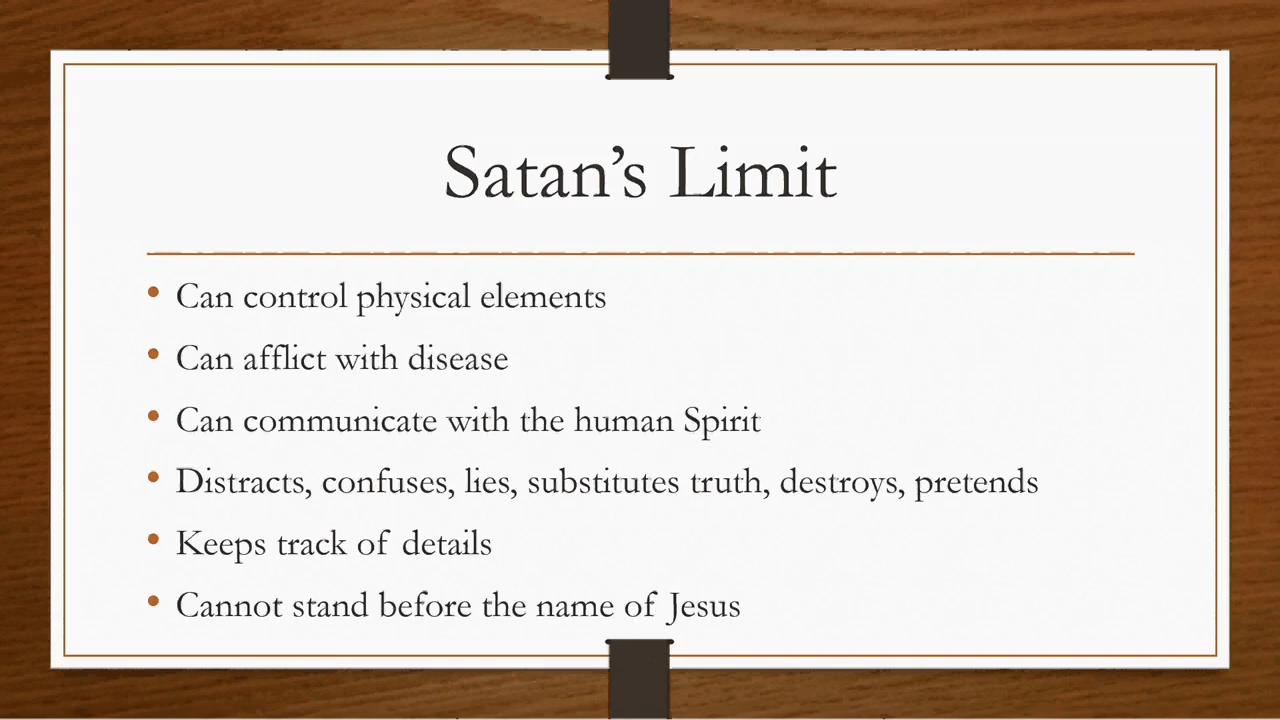 Satan’s Limit
• Can control physical elements
• Can afflict with disease
• Can communicate with the human Spirit
• Distracts, confuses, lies, substitutes truth, destroys, pretends
• Keeps track of details
• Cannot stand before the name of Jesus